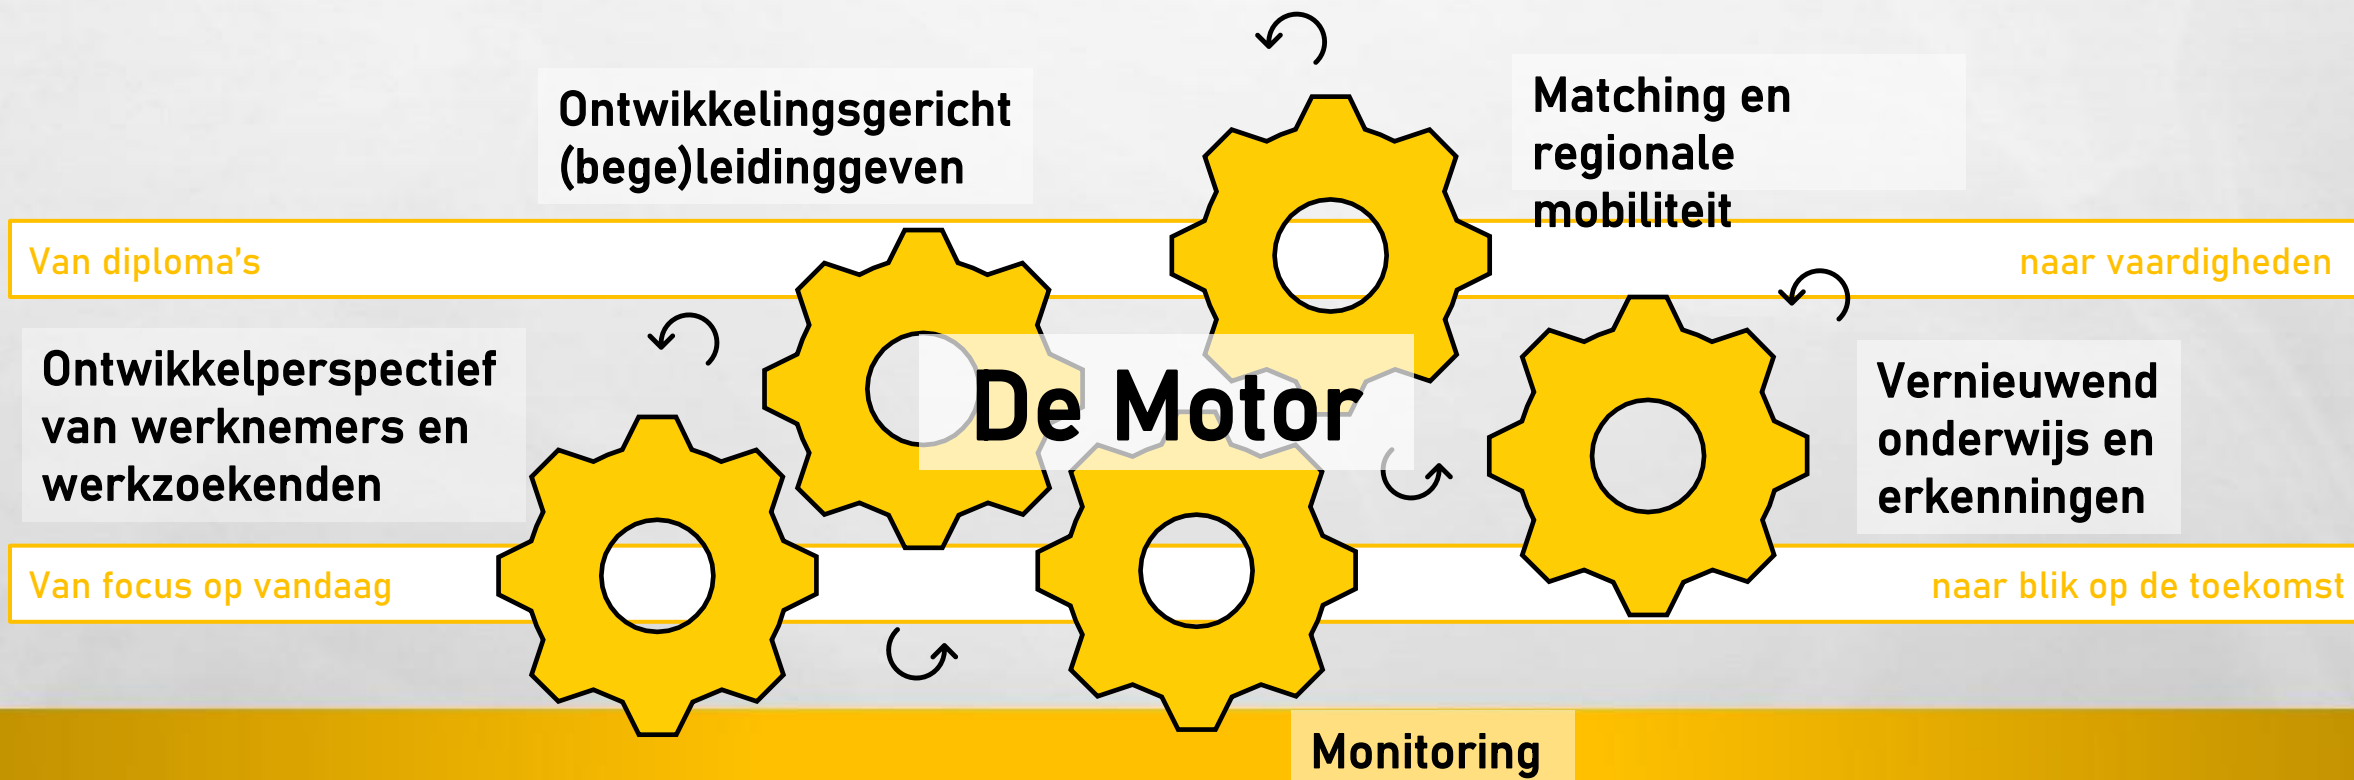 Ontwikkelingsgericht
(bege)leidinggeven
Matching en
regionale
mobiliteit
Van diploma's
naar vaardigheden
Ontwikkelperspectief
van werknemers en
werkzoekenden
De Motor
Vernieuwend
onderwijs en
erkenningen
Van focus op vandaag
naar blik op de toekomst
Monitoring